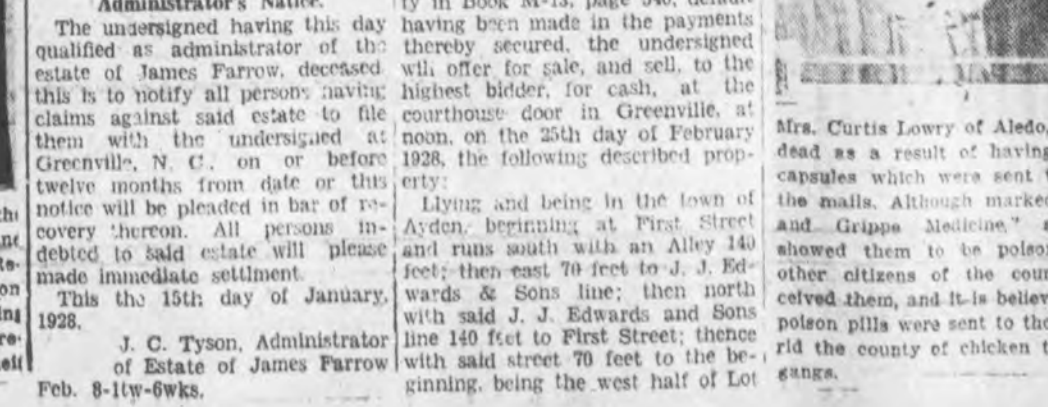 Administrator's Notice.
The undersigned having this day
qualified as administrator of the
estate of James Farrow, deceased
this is to notify all persons having
claims against said estate to file
them with the undersigned at
Greenville, N. C., on or before
twelve months from date or this
notice will be pleaded in bar of re-
covery thereon. All persons in-
debted to said estate will please
made immediate settlment.
This the 15th day of January,
1928.
J. C. Tyson, Administrator
of Estate of James Farrow
Feb. 8-1tw-6wks.
ty in Book M-13, page 540, default
having been made in the payments
thereby secured, the undersigned
will offer for sale, and sell, to the
highest bidder, for cash, at the
courthouse door in Greenville, at
noon, on the 25th day of February
1928, the following described prop-
erty:
Llying and being in the town of
Ayden, beginning at First Street
and runs south with an Alley 140
feet; then east 70 feet to J. J. Ed-
wards & Sons line; then north
with said J. J. Edwards and Sons
line 140 feet to First Street; thence
with said street 70 feet to the be-
ginning, being the west half of Lot
Mrs. Curtis Lowry of Aledo,
dead as a result of having
capsules which were sent
the mails. Although marked
and Grippe Medicine,"
showed them to be poison
other citizens of the coun
ceived them, and it is believ
poison pills were sent to the
rid the county of chicken t
gangs.